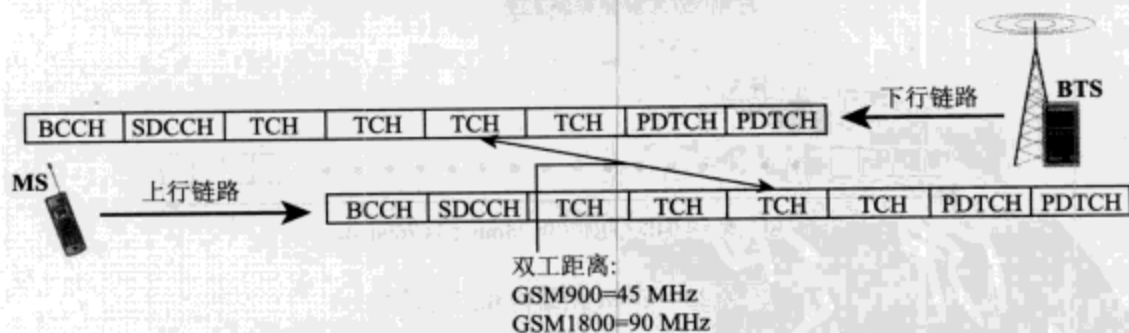 下行链路
BTS
BCCH SDCCH TCH TCH TCH TCH PDTCH PDTCH
MS
上行链路
BCCH SDCCH TCH TCH TCH TCH PDTCH PDTCH
双工距离:
GSM900=45 MHz
GSM1800=90 MHz